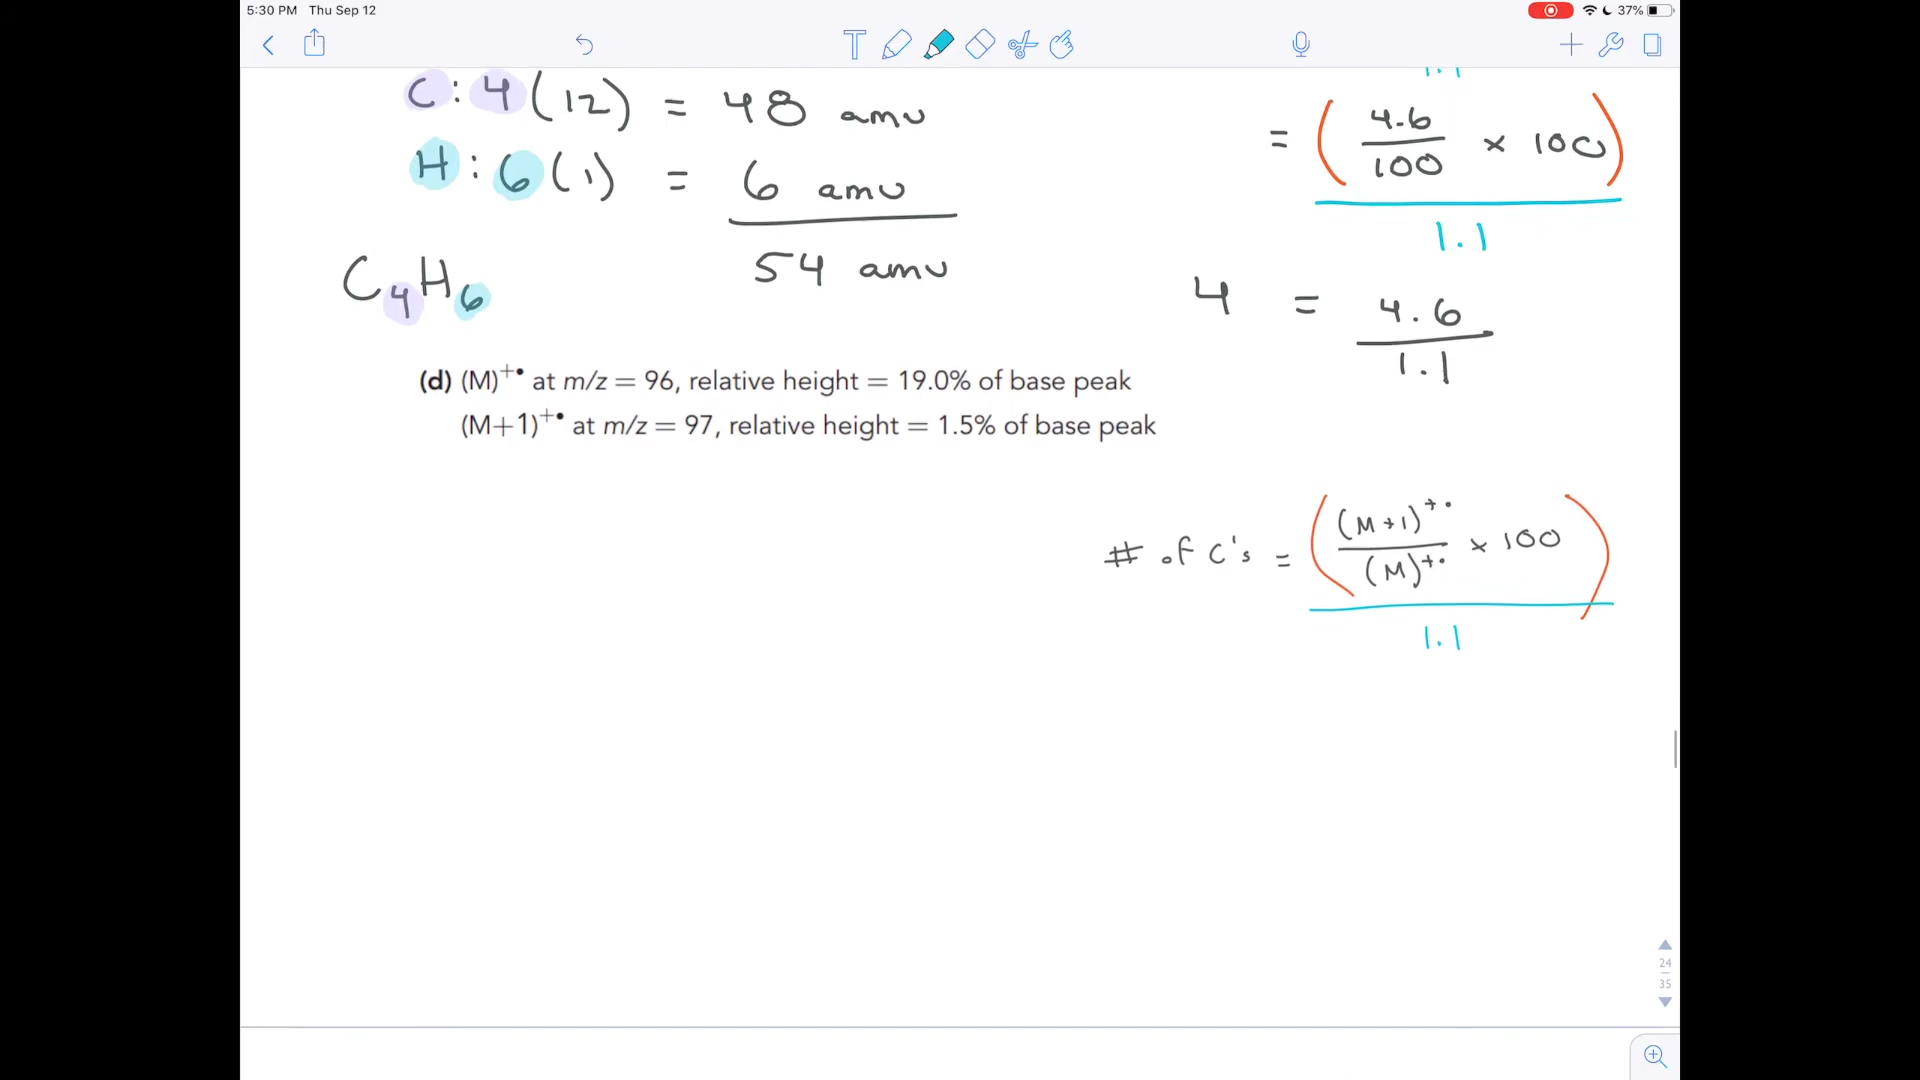 5:30 PM Thu Sep 12
37%
C: 4(12) = 48 amu
H: 6(1) = 6 amu
54 amu
C4H6
1.1
= (4.6/100 × 100)
1.1
4 = 4.6/1.1
(d) (M)+• at m/z = 96, relative height = 19.0% of base peak
(M+1)+• at m/z = 97, relative height = 1.5% of base peak
# of C's = ((M+1)+•/(M)+• × 100)
1.1
24
35